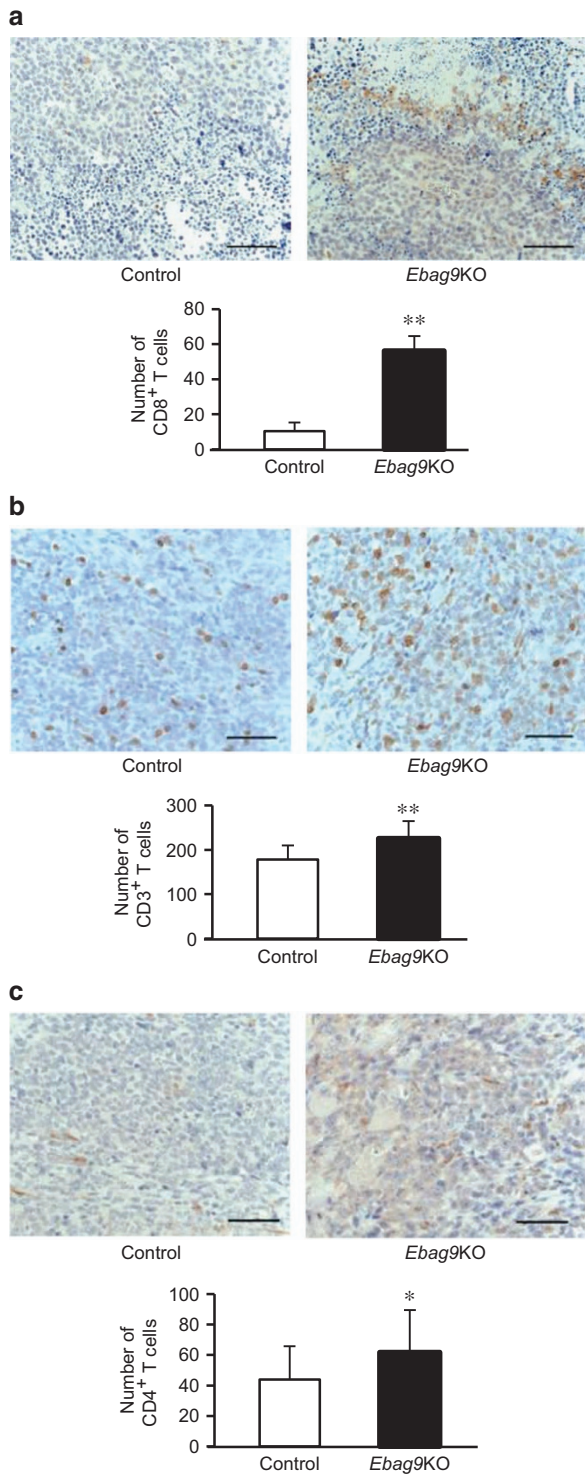 a
Control
Ebag9KO
80
60
40
20
0
Number of
CD8+ T cells
**
Control
Ebag9KO
b
Control
Ebag9KO
300
200
100
0
Number of
CD3+ T cells
**
Control
Ebag9KO
c
Control
Ebag9KO
100
80
60
40
20
0
Number of
CD4+ T cells
*
Control
Ebag9KO